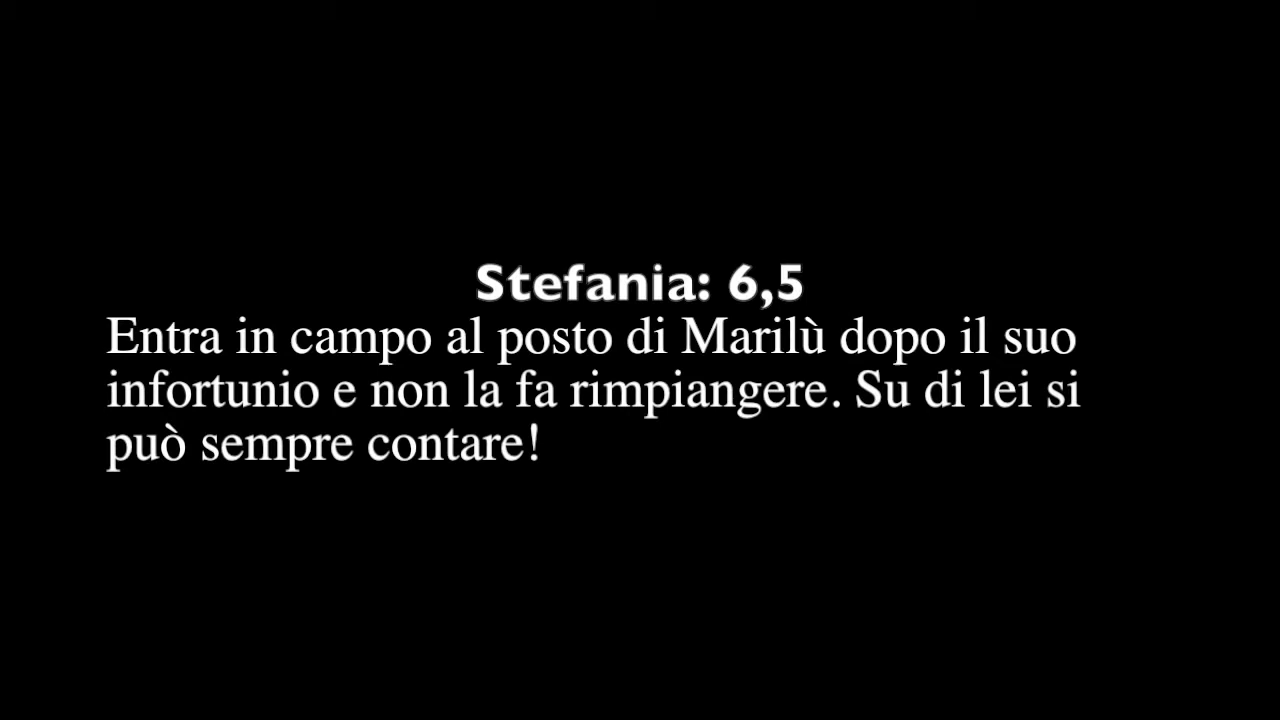 Stefania: 6,5
Entra in campo al posto di Marilù dopo il suo
infortunio e non la fa rimpiangere. Su di lei si
può sempre contare!